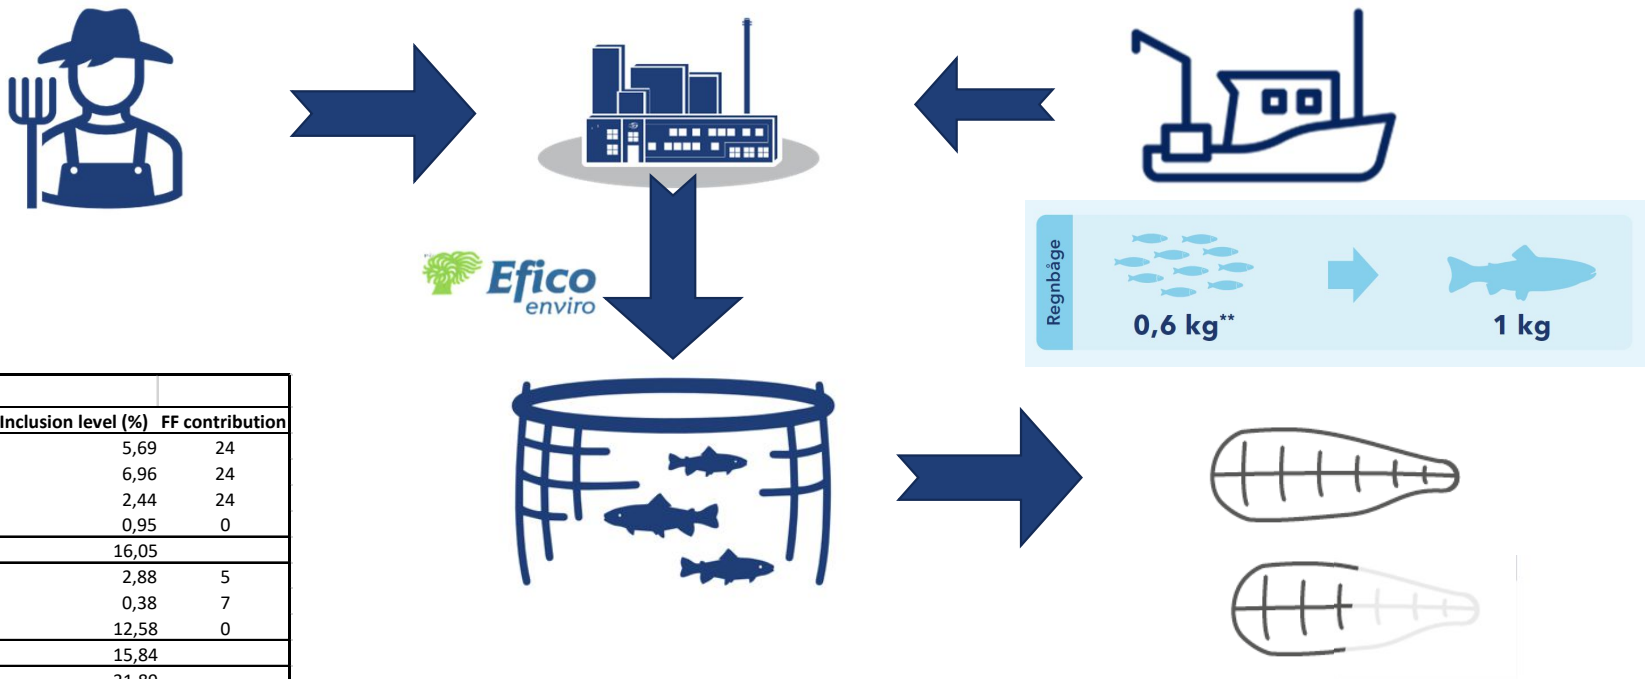 Efico
enviro
Regnbåge
0,6 kg**
1 kg
Inclusion level (%) FF contribution
5,69 24
6,96 24
2,44 24
0,95 0
16,05
2,88 5
0,38 7
12,58 0
15,84